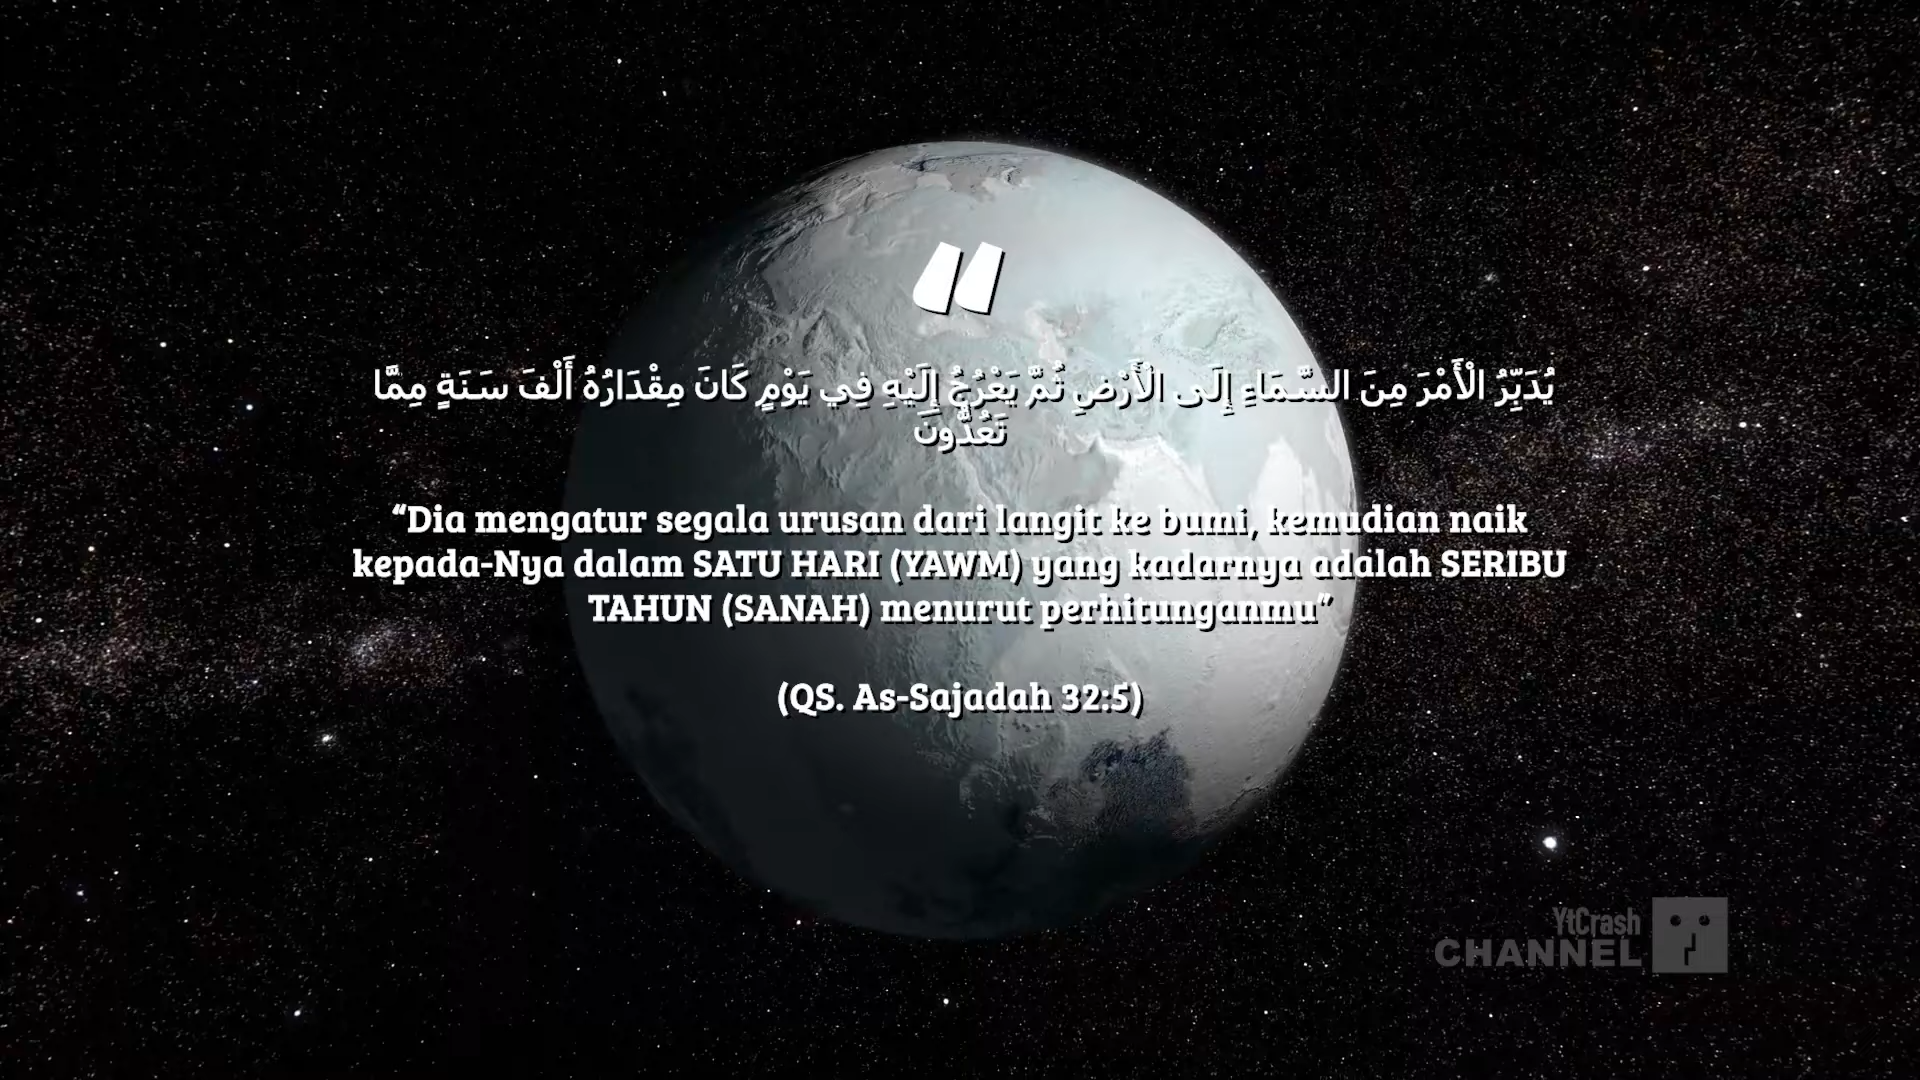 يُدَبِّرُ الْأَمْرَ مِنَ السَّمَاءِ إِلَى الْأَرْضِ ثُمَّ يَعْرُجُ إِلَيْهِ فِي يَوْمٍ كَانَ مِقْدَارُهُ أَلْفَ سَنَةٍ مِمَّا
تَعُدُّونَ
“Dia mengatur segala urusan dari langit ke bumi, kemudian naik
kepada-Nya dalam SATU HARI (YAWM) yang kadarnya adalah SERIBU
TAHUN (SANAH) menurut perhitunganmu”
(QS. As-Sajadah 32:5)
YtCrash
CHANNEL